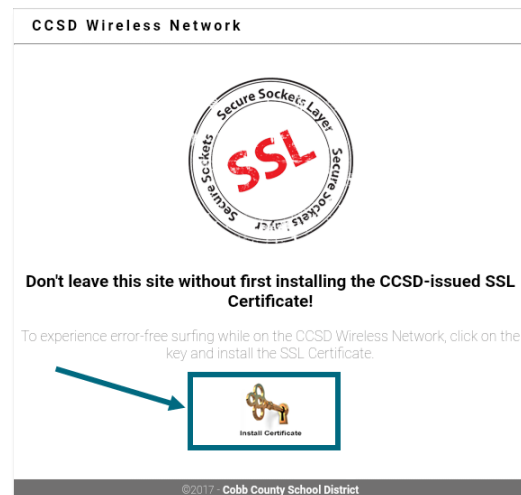 CCSD Wireless Network
Secure Sockets Layer
Secure Sockets
SSL
Secure Sockets
Secure Sockets Layer
Don't leave this site without first installing the CCSD-issued SSL
Certificate!
To experience error-free surfing while on the CCSD Wireless Network, click on the
key and install the SSL Certificate.
Install Certificate
©2017 - Cobb County School District